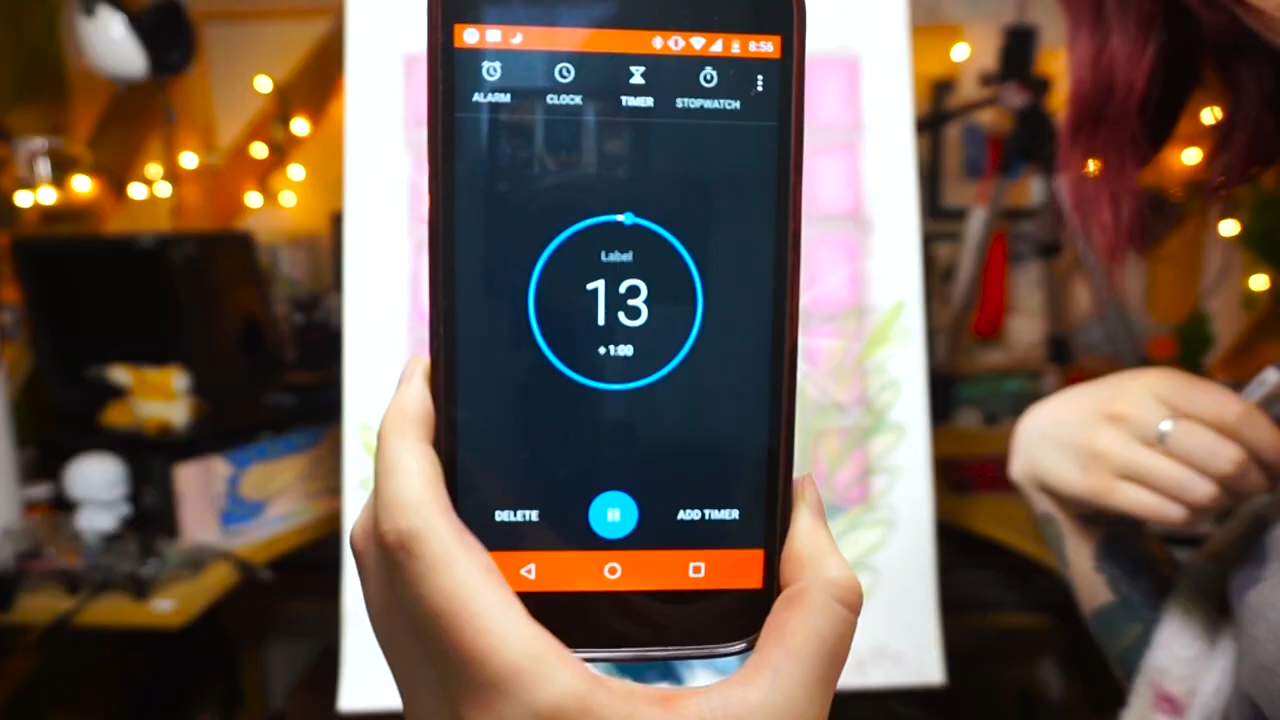 8:56
ALARM CLOCK TIMER STOPWATCH
Label
13
+ 1:00
DELETE ADD TIMER